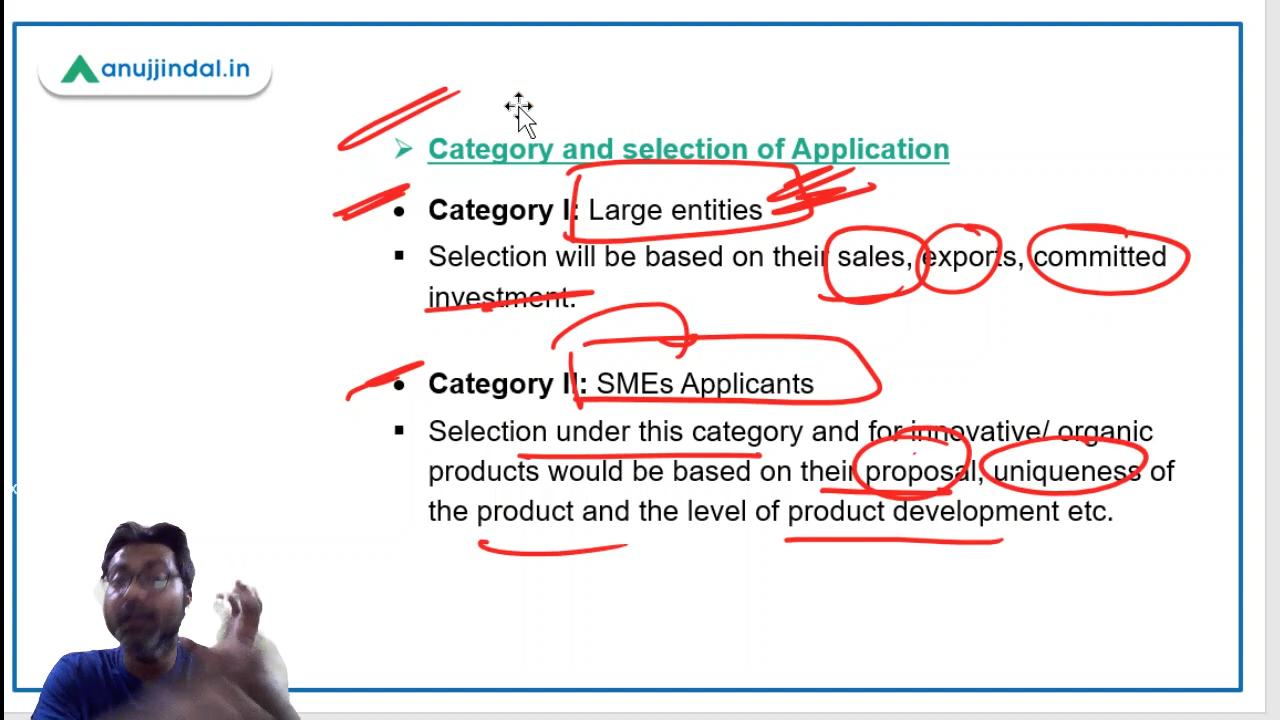 anujjindal.in
Category and selection of Application
Category I: Large entities
Selection will be based on their sales, exports, committed
investment.
Category II: SMEs Applicants
Selection under this category and for innovative/ organic
products would be based on their proposal, uniqueness of
the product and the level of product development etc.